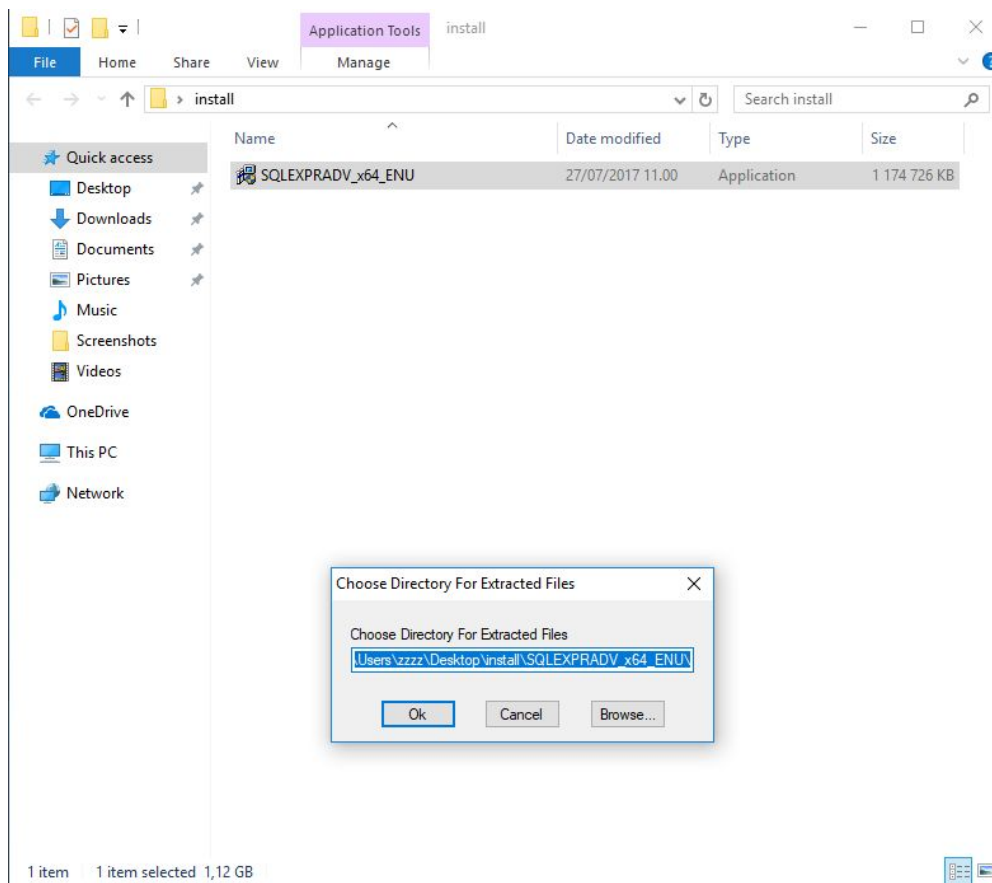 Application Tools install
File Home Share View Manage
install Search install
Name Date modified Type Size
Quick access
SQLEXPRADV_x64_ENU 27/07/2017 11.00 Application 1 174 726 KB
Desktop
Downloads
Documents
Pictures
Music
Screenshots
Videos
OneDrive
This PC
Network
Choose Directory For Extracted Files
Choose Directory For Extracted Files
\Users\zzzz\Desktop\install\SQLEXPRADV_x64_ENU\
Ok Cancel Browse...
1 item 1 item selected 1,12 GB